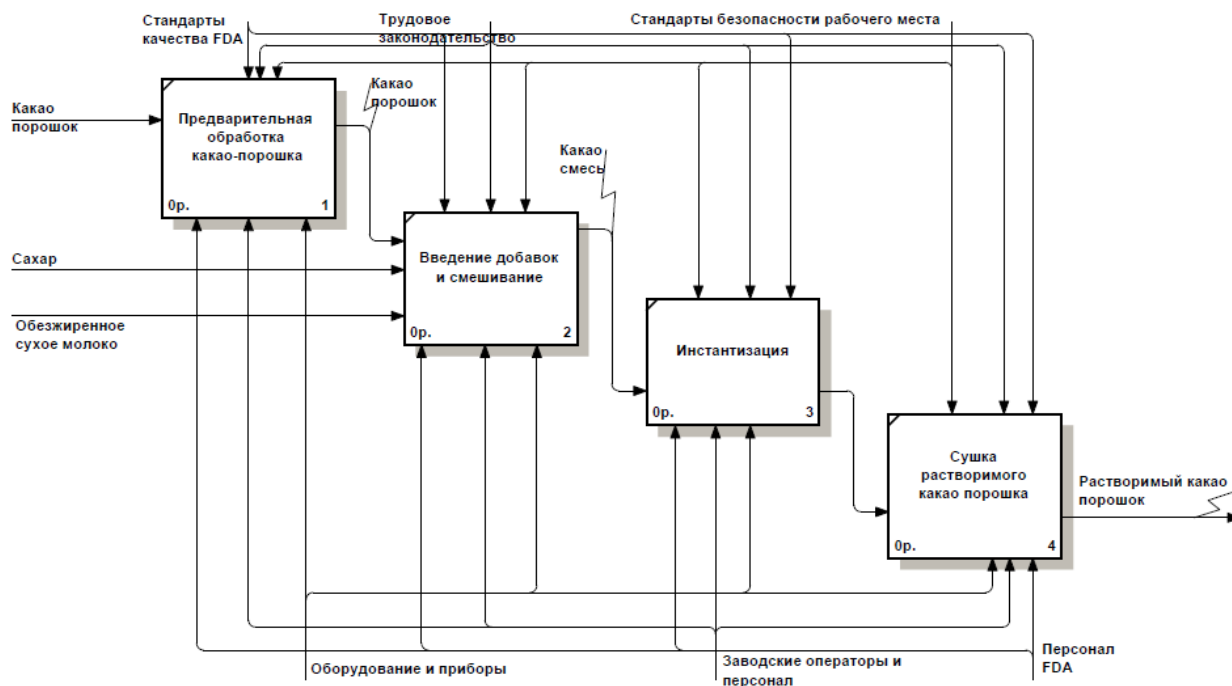 Стандарты
качества FDA
Трудовое
законодательство
Стандарты безопасности рабочего места
Какао
порошок
Предварительная
обработка
какао-порошка
0р.
1
Какао
порошок
Какао
смесь
Сахар
Обезжиренное
сухое молоко
Введение добавок
и смешивание
0р.
2
Инстантизация
0р.
3
Сушка
растворимого
какао порошка
0р.
4
Растворимый какао
порошок
Оборудование и приборы
Заводские операторы и
персонал
Персонал
FDA